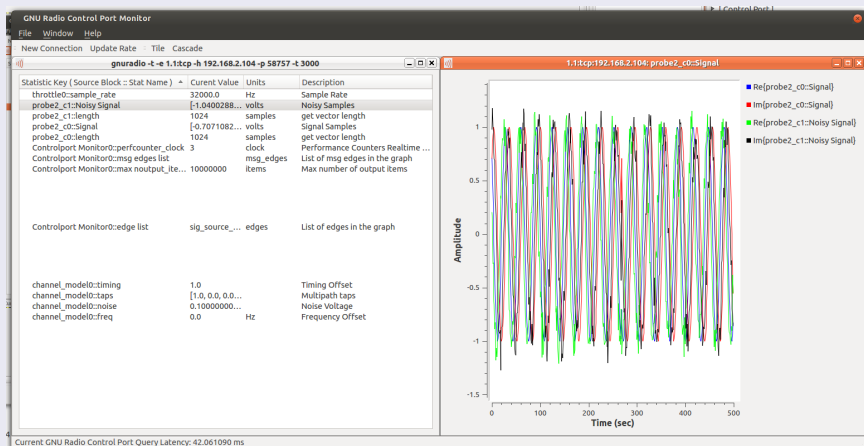 | Control Port |
GNU Radio Control Port Monitor
File Window Help
New Connection Update Rate Tile Cascade
gnuradio -t -e 1.1:tcp -h 192.168.2.104 -p 58757 -t 3000
Statistic Key ( Source Block :: Stat Name ) Curent Value Units Description
throttle0::sample_rate 32000.0 Hz Sample Rate
probe2_c1::Noisy Signal [-1.0400288... volts Noisy Samples
probe2_c1::length 1024 samples get vector length
probe2_c0::Signal [-0.7071082... volts Signal Samples
probe2_c0::length 1024 samples get vector length
Controlport Monitor0::perfcounter_clock 3 clock Performance Counters Realtime ...
Controlport Monitor0::msg edges list msg_edges List of msg edges in the graph
Controlport Monitor0::max noutput_ite... 10000000 items Max number of output items
Controlport Monitor0::edge list sig_source_... edges List of edges in the graph
channel_model0::timing 1.0 Timing Offset
channel_model0::taps [1.0, 0.0, 0.0... Multipath taps
channel_model0::noise 0.10000000... Noise Voltage
channel_model0::freq 0.0 Hz Frequency Offset
1.1:tcp:192.168.2.104: probe2_c0::Signal
Re{probe2_c0::Signal}
Im{probe2_c0::Signal}
Re{probe2_c1::Noisy Signal}
Im{probe2_c1::Noisy Signal}
Amplitude
1
0.5
0
-0.5
-1
-1.5
0 100 200 300 400 500
Time (sec)
Current GNU Radio Control Port Query Latency: 42.061090 ms